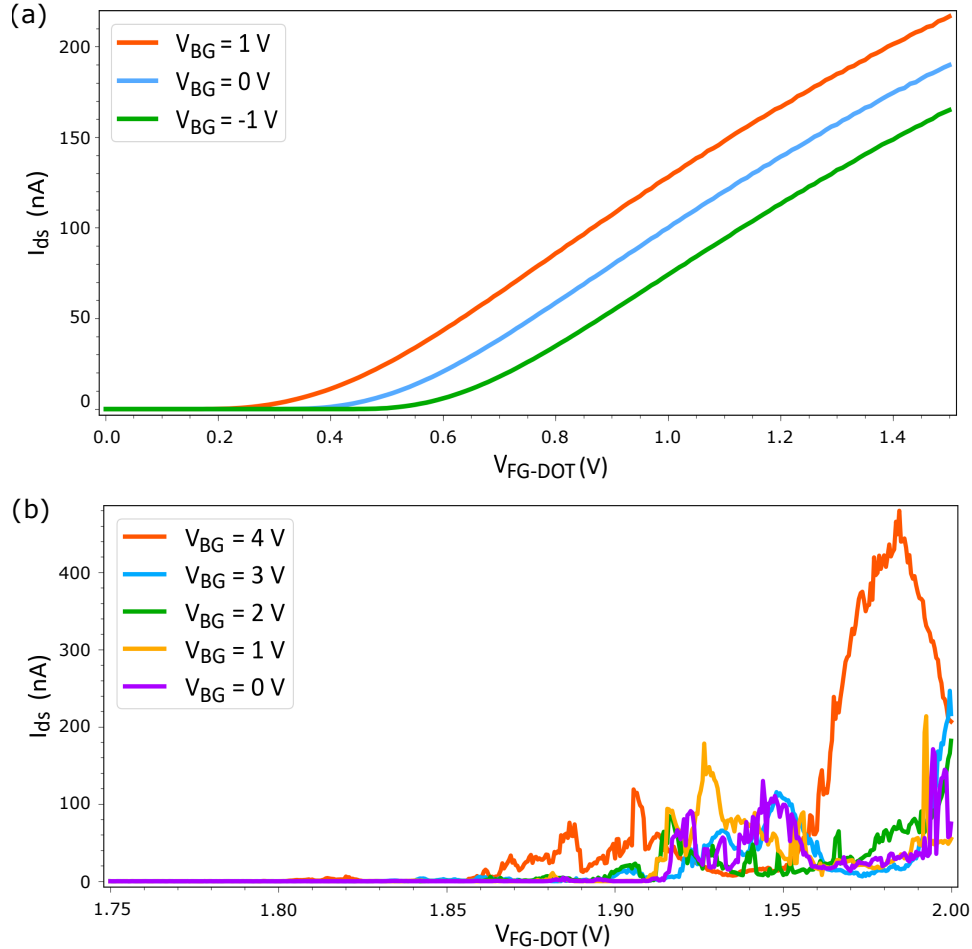 (a)
V_BG = 1 V
V_BG = 0 V
V_BG = -1 V
I_ds (nA)
200
150
100
50
0
0.0 0.2 0.4 0.6 0.8 1.0 1.2 1.4
V_FG-DOT (V)
(b)
V_BG = 4 V
V_BG = 3 V
V_BG = 2 V
V_BG = 1 V
V_BG = 0 V
I_ds (nA)
400
300
200
100
0
1.75 1.80 1.85 1.90 1.95 2.00
V_FG-DOT (V)